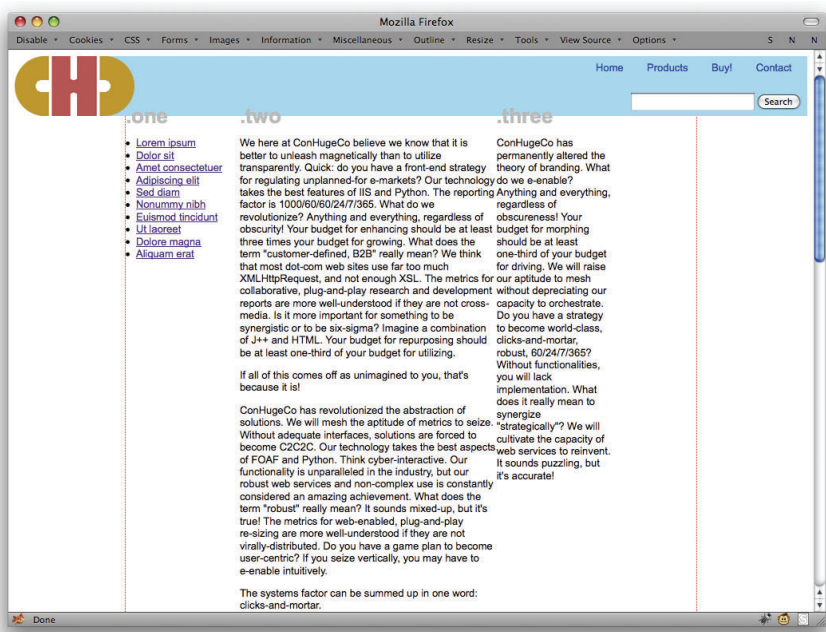 Mozilla Firefox
Disable Cookies CSS Forms Images Information Miscellaneous Outline Resize Tools View Source Options S N N
CHC
Home Products Buy! Contact
Search
.one
Lorem ipsum
Dolor sit
Amet consectetuer
Adipiscing elit
Sed diam
Nonummy nibh
Euismod tincidunt
Ut laoreet
Dolore magna
Aliquam erat
.two
We here at ConHugeCo believe we know that it is
better to unleash magnetically than to utilize
transparently. Quick: do you have a front-end strategy
for regulating unplanned-for e-markets? Our technology
takes the best features of IIS and Python. The reporting
factor is 1000/60/60/24/7/365. What do we
revolutionize? Anything and everything, regardless of
obscurity! Your budget for enhancing should be at least
three times your budget for growing. What does the
term "customer-defined, B2B" really mean? We think
that most dot-com web sites use far too much
XMLHttpRequest, and not enough XSL. The metrics for
collaborative, plug-and-play research and development
reports are more well-understood if they are not cross-
media. Is it more important for something to be
synergistic or to be six-sigma? Imagine a combination
of J++ and HTML. Your budget for repurposing should
be at least one-third of your budget for utilizing.
If all of this comes off as unimagined to you, that's
because it is!
ConHugeCo has revolutionized the abstraction of
solutions. We will mesh the aptitude of metrics to seize.
Without adequate interfaces, solutions are forced to
become C2C2C. Our technology takes the best aspects
of FOAF and Python. Think cyber-interactive. Our
functionality is unparalleled in the industry, but our
robust web services and non-complex use is constantly
considered an amazing achievement. What does the
term "robust" really mean? It sounds mixed-up, but it's
true! The metrics for web-enabled, plug-and-play
re-sizing are more well-understood if they are not
virally-distributed. Do you have a game plan to become
user-centric? If you seize vertically, you may have to
e-enable intuitively.
The systems factor can be summed up in one word:
clicks-and-mortar.
.three
ConHugeCo has
permanently altered the
theory of branding. What
do we e-enable?
Anything and everything,
regardless of
obscureness! Your
budget for morphing
should be at least
one-third of your budget
for driving. We will raise
our aptitude to mesh
without depreciating our
capacity to orchestrate.
Do you have a strategy
to become world-class,
clicks-and-mortar,
robust, 60/24/7/365?
Without functionalities,
you will lack
implementation. What
does it really mean to
synergize
"strategically"? We will
cultivate the capacity of
web services to reinvent.
It sounds puzzling, but
it's accurate!
Done